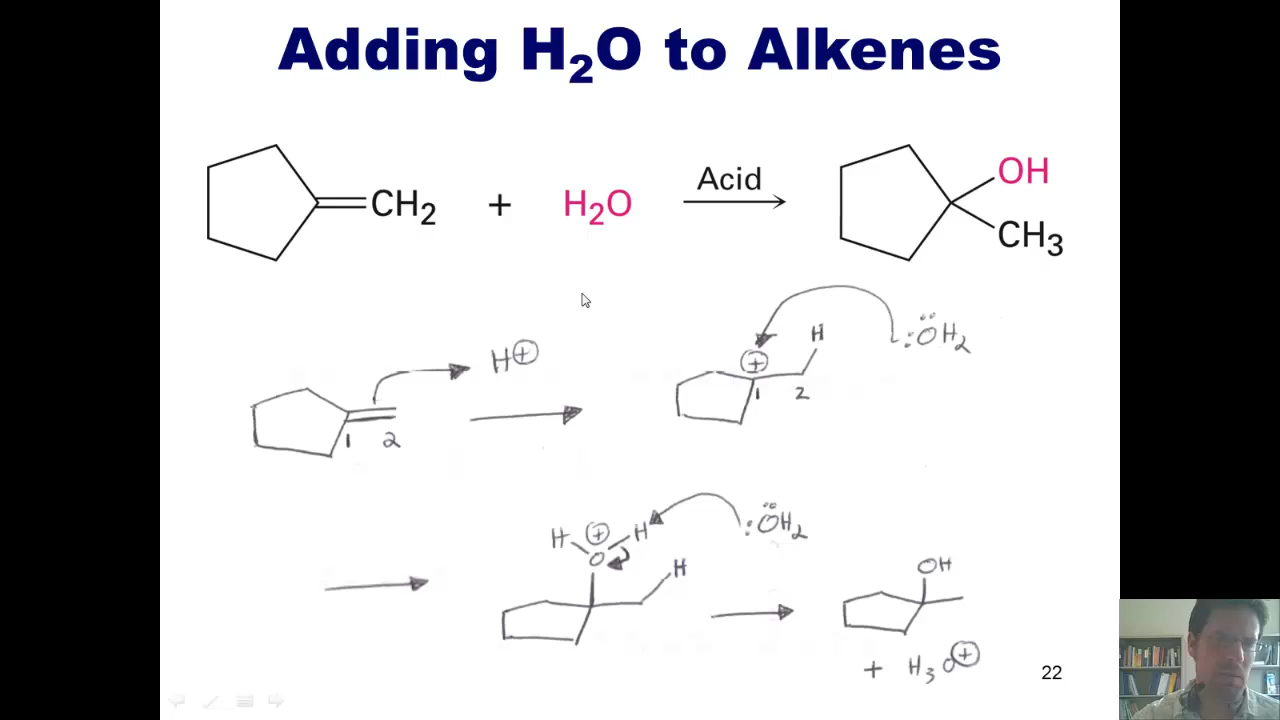 Adding H₂O to Alkenes
CH₂ + H₂O Acid OH CH₃
H⊕
1 2
⊕ H :ÖH₂
1 2
H ⊕ H :ÖH₂
O
H
OH
+ H₃O⊕
22